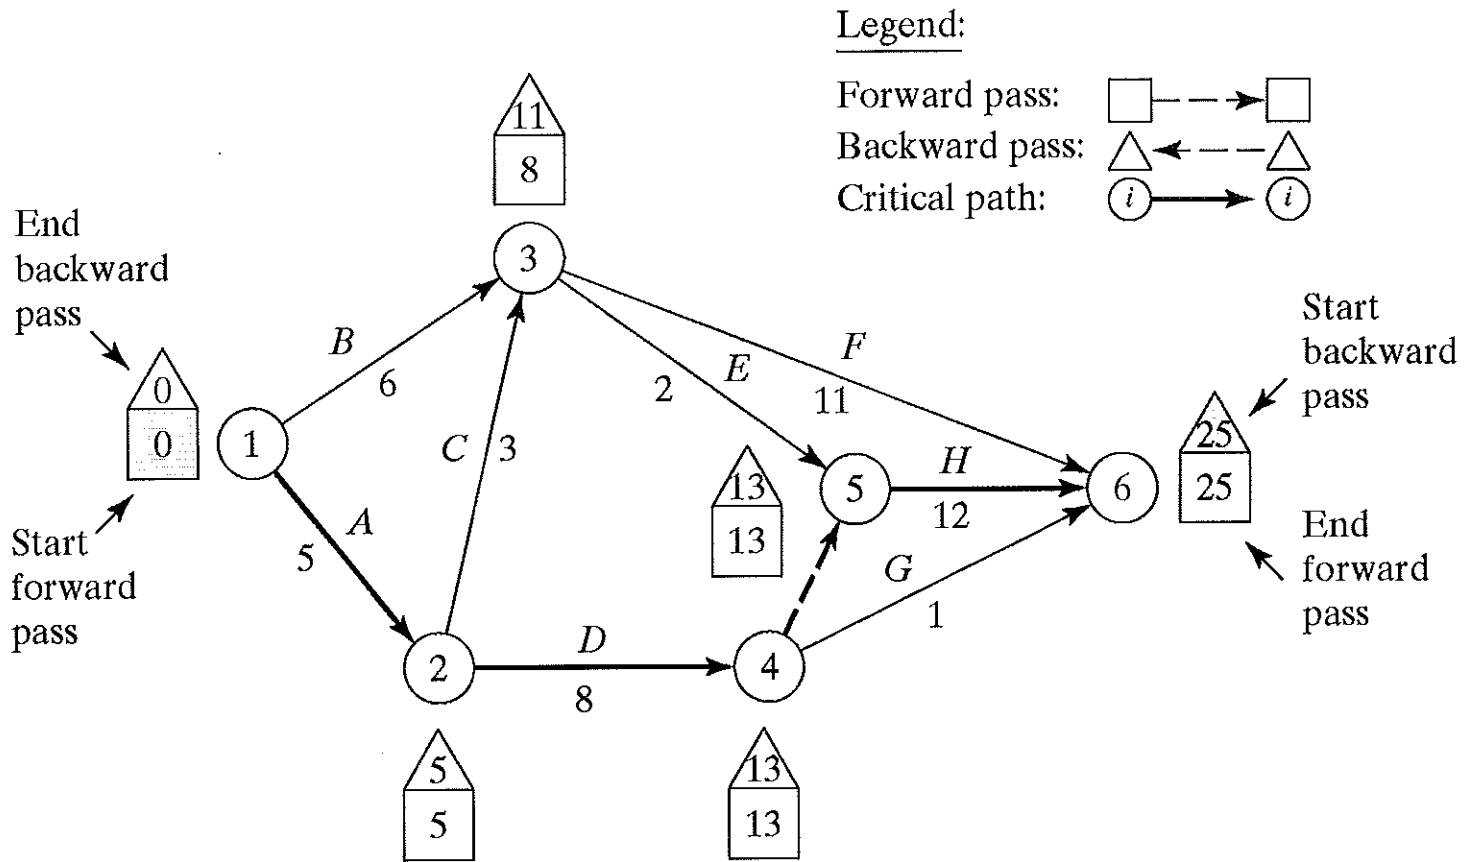 Legend:
Forward pass:
Backward pass:
Critical path:
i
i
11
8
3
End
backward
pass
0
0
1
B
6
C
3
A
5
Start
forward
pass
E
2
F
11
13
13
5
H
12
6
25
25
Start
backward
pass
End
forward
pass
G
1
2
D
8
4
5
5
13
13